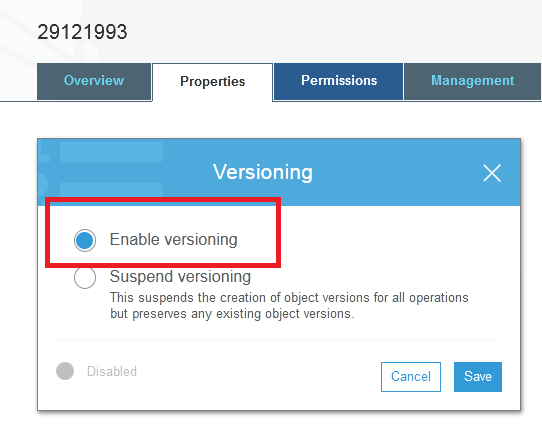 29121993
Overview
Properties
Permissions
Management
Versioning
Enable versioning
Suspend versioning
This suspends the creation of object versions for all operations
but preserves any existing object versions.
Disabled
Cancel
Save